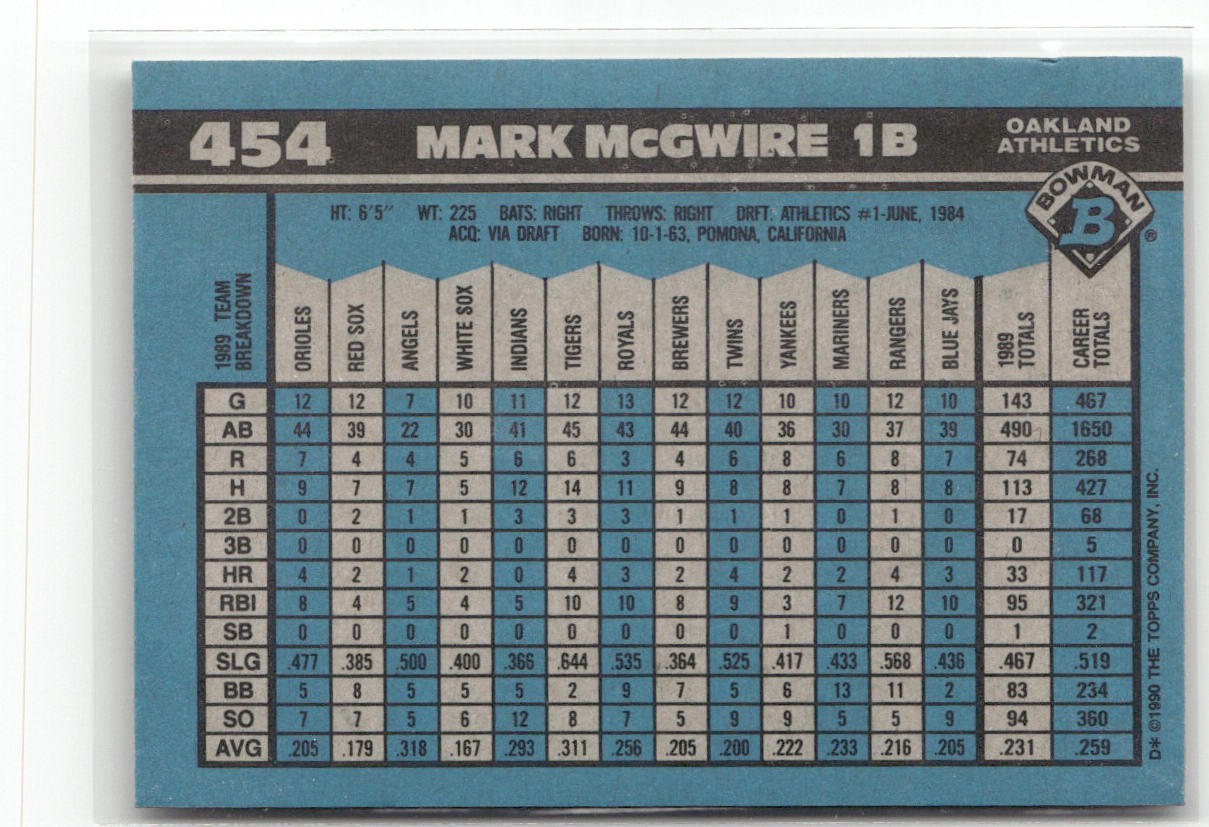 454 MARK McGWIRE 1B OAKLAND ATHLETICS
BOWMAN
B ®
HT: 6'5" WT: 225 BATS: RIGHT THROWS: RIGHT DRFT: ATHLETICS #1-JUNE, 1984
ACQ: VIA DRAFT BORN: 10-1-63, POMONA, CALIFORNIA
1989 TEAM BREAKDOWN ORIOLES RED SOX ANGELS WHITE SOX INDIANS TIGERS ROYALS BREWERS TWINS YANKEES MARINERS RANGERS BLUE JAYS 1989 TOTALS CAREER TOTALS
G 12 12 7 10 11 12 13 12 12 10 10 12 10 143 467
AB 44 39 22 30 41 45 43 44 40 36 30 37 39 490 1650
R 7 4 4 5 6 6 3 4 6 8 6 8 7 74 268
H 9 7 7 5 12 14 11 9 8 8 7 8 8 113 427
2B 0 2 1 1 3 3 3 1 1 1 0 1 0 17 68
3B 0 0 0 0 0 0 0 0 0 0 0 0 0 0 5
HR 4 2 1 2 0 4 3 2 4 2 2 4 3 33 117
RBI 8 4 5 4 5 10 10 8 9 3 7 12 10 95 321
SB 0 0 0 0 0 0 0 0 0 1 0 0 0 1 2
SLG .477 .385 .500 .400 .366 .644 .535 .364 .525 .417 .433 .568 .436 .467 .519
BB 5 8 5 5 5 2 9 7 5 6 13 11 2 83 234
SO 7 7 5 6 12 8 7 5 9 9 5 5 9 94 360
AVG .205 .179 .318 .167 .293 .311 .256 .205 .200 .222 .233 .216 .205 .231 .259
D* ©1990 THE TOPPS COMPANY, INC.